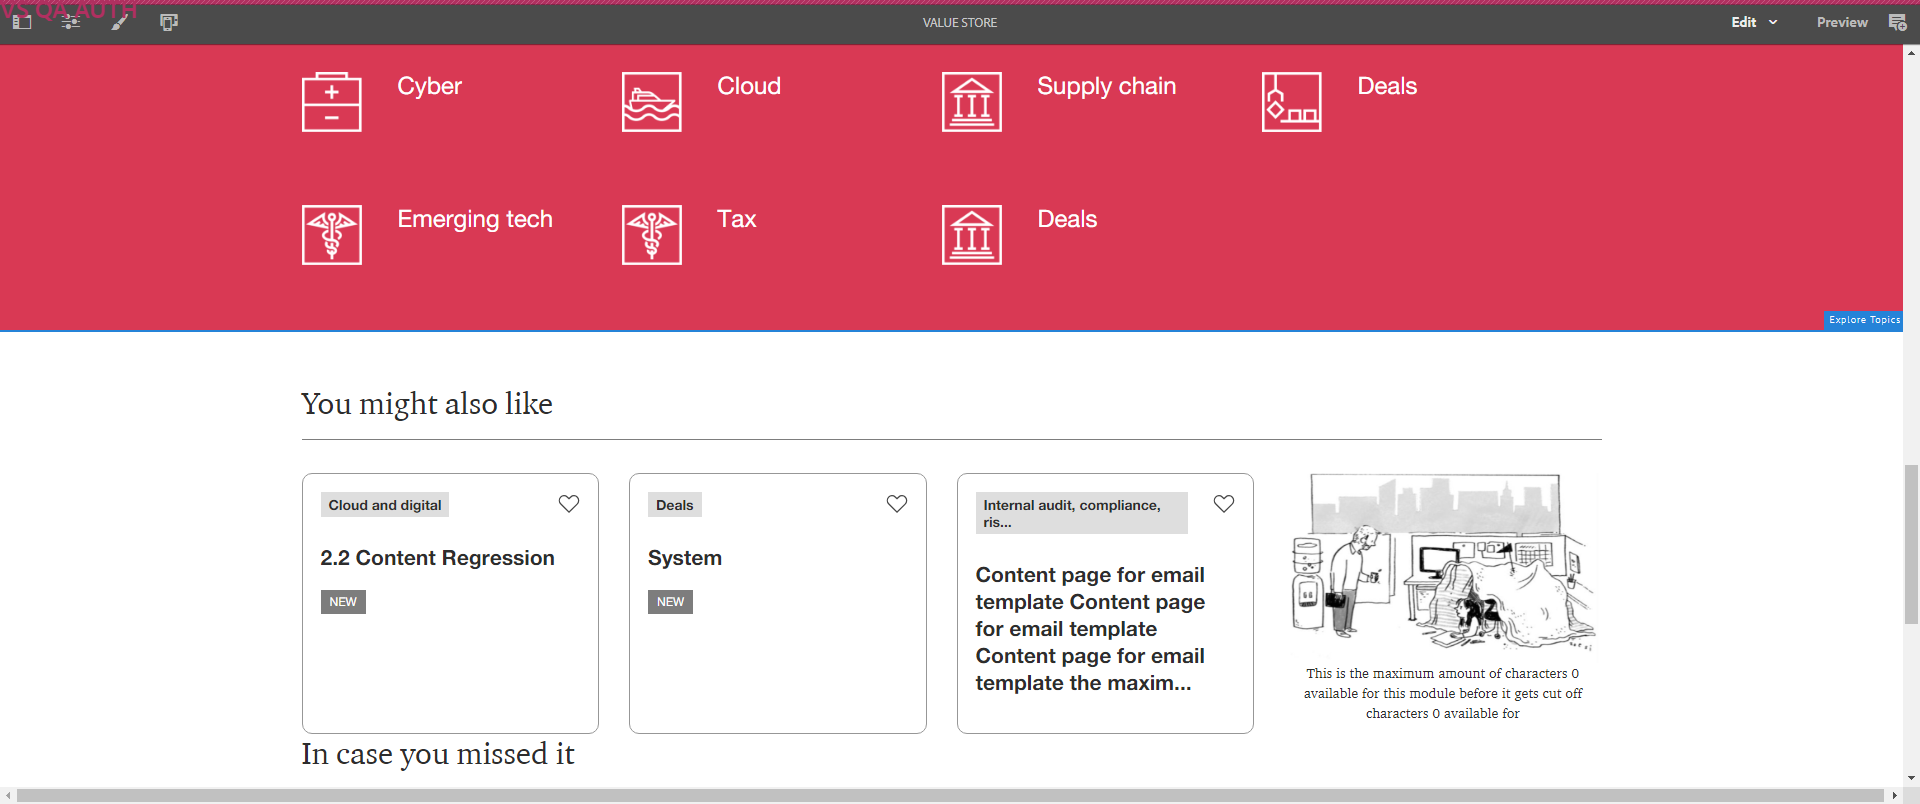 VS QA AUTH
VALUE STORE
Edit
Preview
Cyber
Cloud
Supply chain
Deals
Emerging tech
Tax
Deals
Explore Topics
You might also like
Cloud and digital
2.2 Content Regression
NEW
Deals
System
NEW
Internal audit, compliance,
ris...
Content page for email
template Content page
for email template
Content page for email
template the maxim...
This is the maximum amount of characters 0
available for this module before it gets cut off
characters 0 available for
In case you missed it